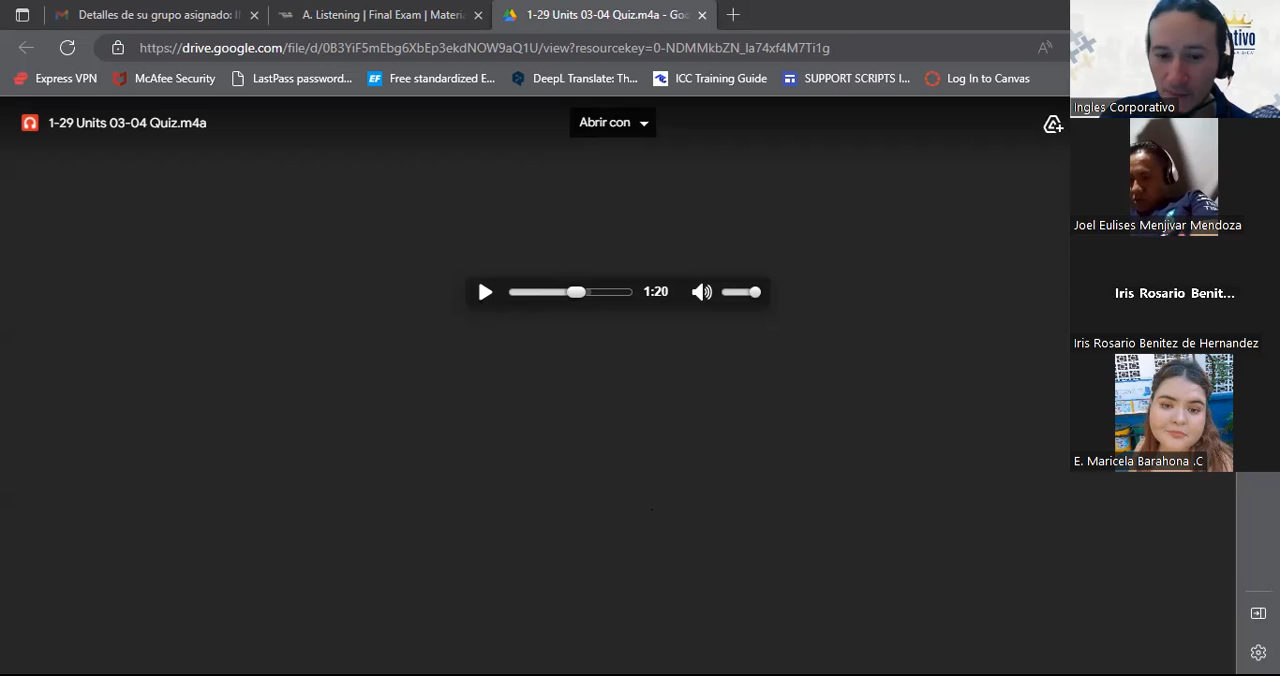 Detalles de su grupo asignado: I
A. Listening | Final Exam | Materi
1-29 Units 03-04 Quiz.m4a - Go
https://drive.google.com/file/d/0B3YiF5mEbg6XbEp3ekdNOW9aQ1U/view?resourcekey=0-NDMMkbZN_la74xf4M7Ti1g
Express VPN
McAfee Security
LastPass password...
EF
Free standardized E...
DeepL Translate: Th...
ICC Training Guide
SUPPORT SCRIPTS I...
Log In to Canvas
1-29 Units 03-04 Quiz.m4a
Abrir con
1:20
Ingles Corporativo
Joel Eulises Menjivar Mendoza
Iris Rosario Benit...
Iris Rosario Benitez de Hernandez
E. Maricela Barahona .C